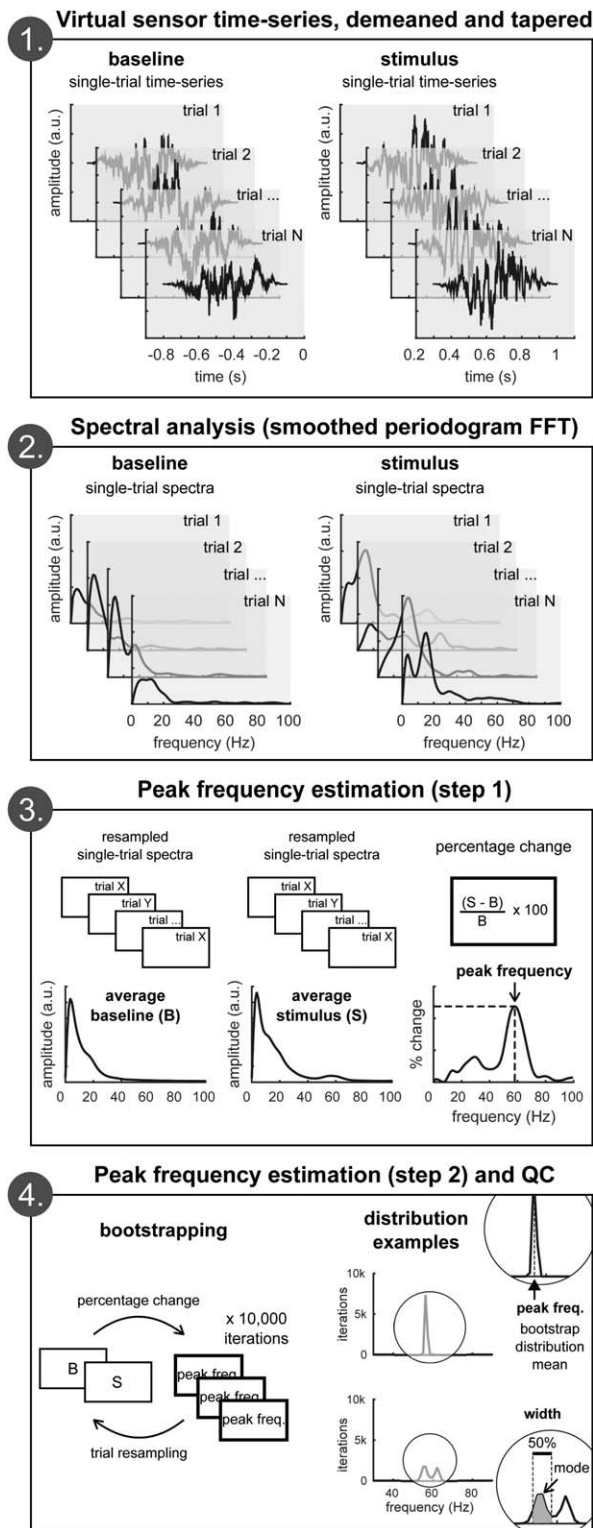 1.
Virtual sensor time-series, demeaned and tapered
baseline
single-trial time-series
stimulus
single-trial time-series
amplitude (a.u.)
trial 1
trial 2
trial ...
trial N
-0.8 -0.6 -0.4 -0.2 0
time (s)
amplitude (a.u.)
trial 1
trial 2
trial ...
trial N
0.2 0.4 0.6 0.8 1
time (s)
2.
Spectral analysis (smoothed periodogram FFT)
baseline
single-trial spectra
stimulus
single-trial spectra
amplitude (a.u.)
trial 1
trial 2
trial ...
trial N
0 20 40 60 80 100
frequency (Hz)
amplitude (a.u.)
trial 1
trial 2
trial ...
trial N
0 20 40 60 80 100
frequency (Hz)
3.
Peak frequency estimation (step 1)
resampled
single-trial spectra
trial X
trial Y
trial ...
trial X
resampled
single-trial spectra
trial X
trial Y
trial ...
trial X
percentage change
(S - B)
B
x 100
amplitude (a.u.)
average
baseline (B)
0 20 40 60 80 100
amplitude (a.u.)
average
stimulus (S)
0 20 40 60 80 100
peak frequency
% change
0 20 40 60 80 100
frequency (Hz)
4.
Peak frequency estimation (step 2) and QC
bootstrapping
percentage change
x 10,000
iterations
B
S
peak freq.
peak freq.
peak freq.
trial resampling
distribution
examples
iterations
10k
5k
0
40 60 80
peak freq.
bootstrap
distribution
mean
iterations
10k
5k
0
40 60 80
frequency (Hz)
width
50%
mode